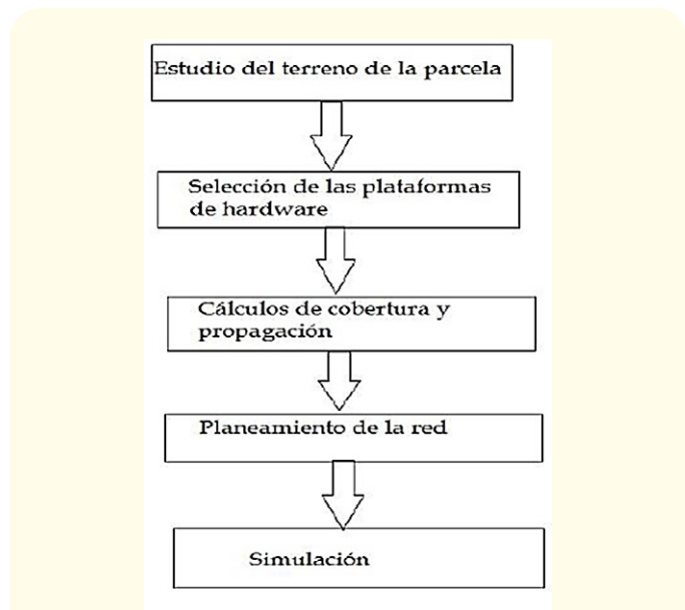 Estudio del terreno de la parcela
Selección de las plataformas
de hardware
Cálculos de cobertura y
propagación
Planeamiento de la red
Simulación